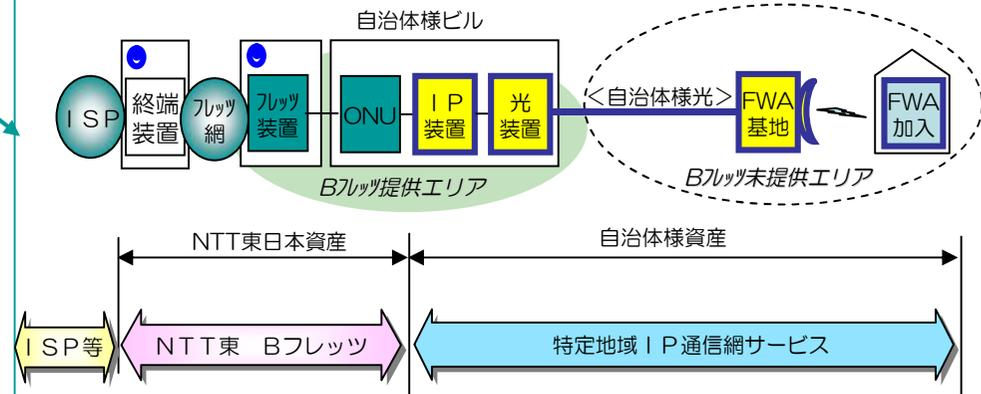 自治体様ビル
ＩＳＰ
終端
装置
ﾌﾚｯﾂ
網
ﾌﾚｯﾂ
装置
ONU
ＩＰ
装置
光
装置
＜自治体様光＞
FWA
基地
FWA
加入
Bﾌﾚｯﾂ提供エリア
Bﾌﾚｯﾂ未提供エリア
NTT東日本資産
自治体様資産
ＩＳＰ等
ＮＴＴ東　Ｂフレッツ
特定地域ＩＰ通信網サービス